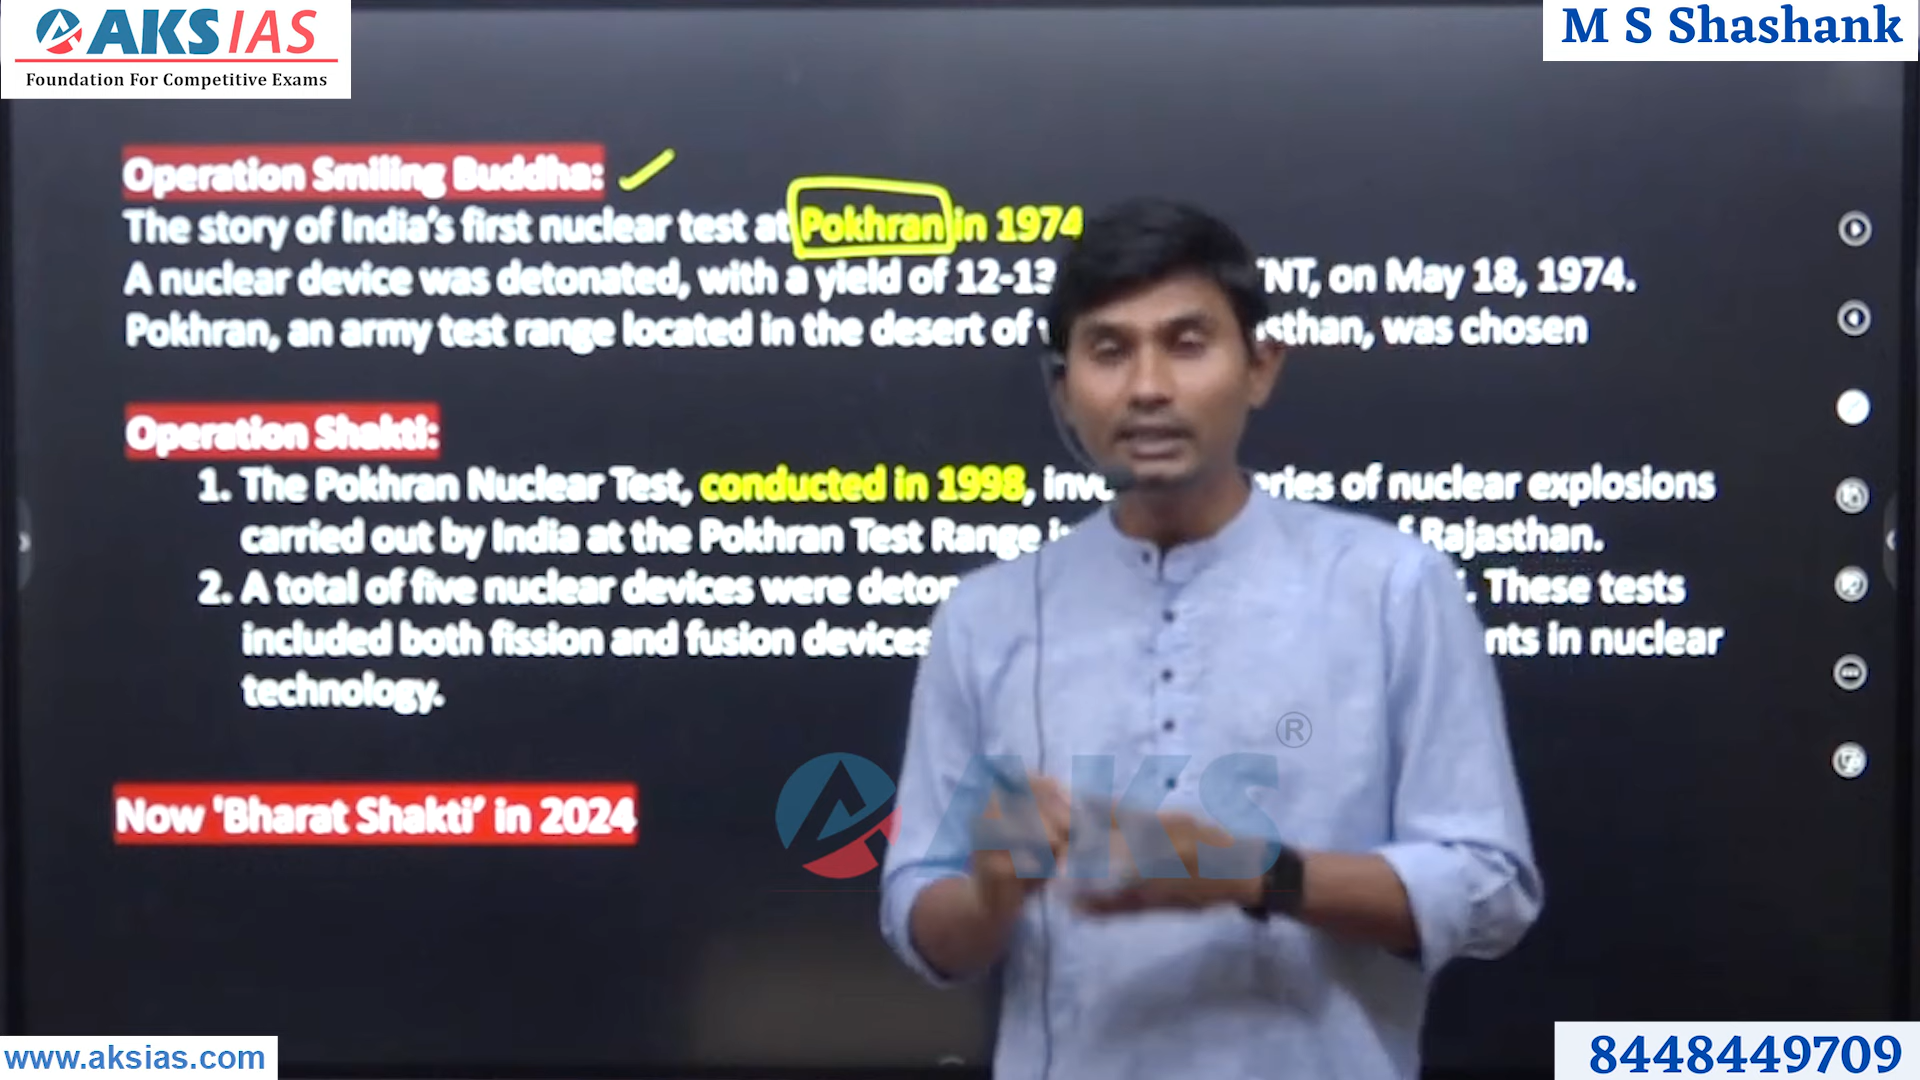 AKS IAS
Foundation For Competitive Exams
M S Shashank
Operation Smiling Buddha:
The story of India's first nuclear test at Pokhran in 1974
A nuclear device was detonated, with a yield of 12-13 TNT, on May 18, 1974.
Pokhran, an army test range located in the desert of was chosen
Operation Shakti:
1. The Pokhran Nuclear Test, conducted in 1998, of nuclear explosions
carried out by India at the Pokhran Test Range Rajasthan.
2. A total of five nuclear devices were These tests
included both fission and fusion devices in nuclear
technology.
Now 'Bharat Shakti' in 2024
AKS ®
www.aksias.com
8448449709